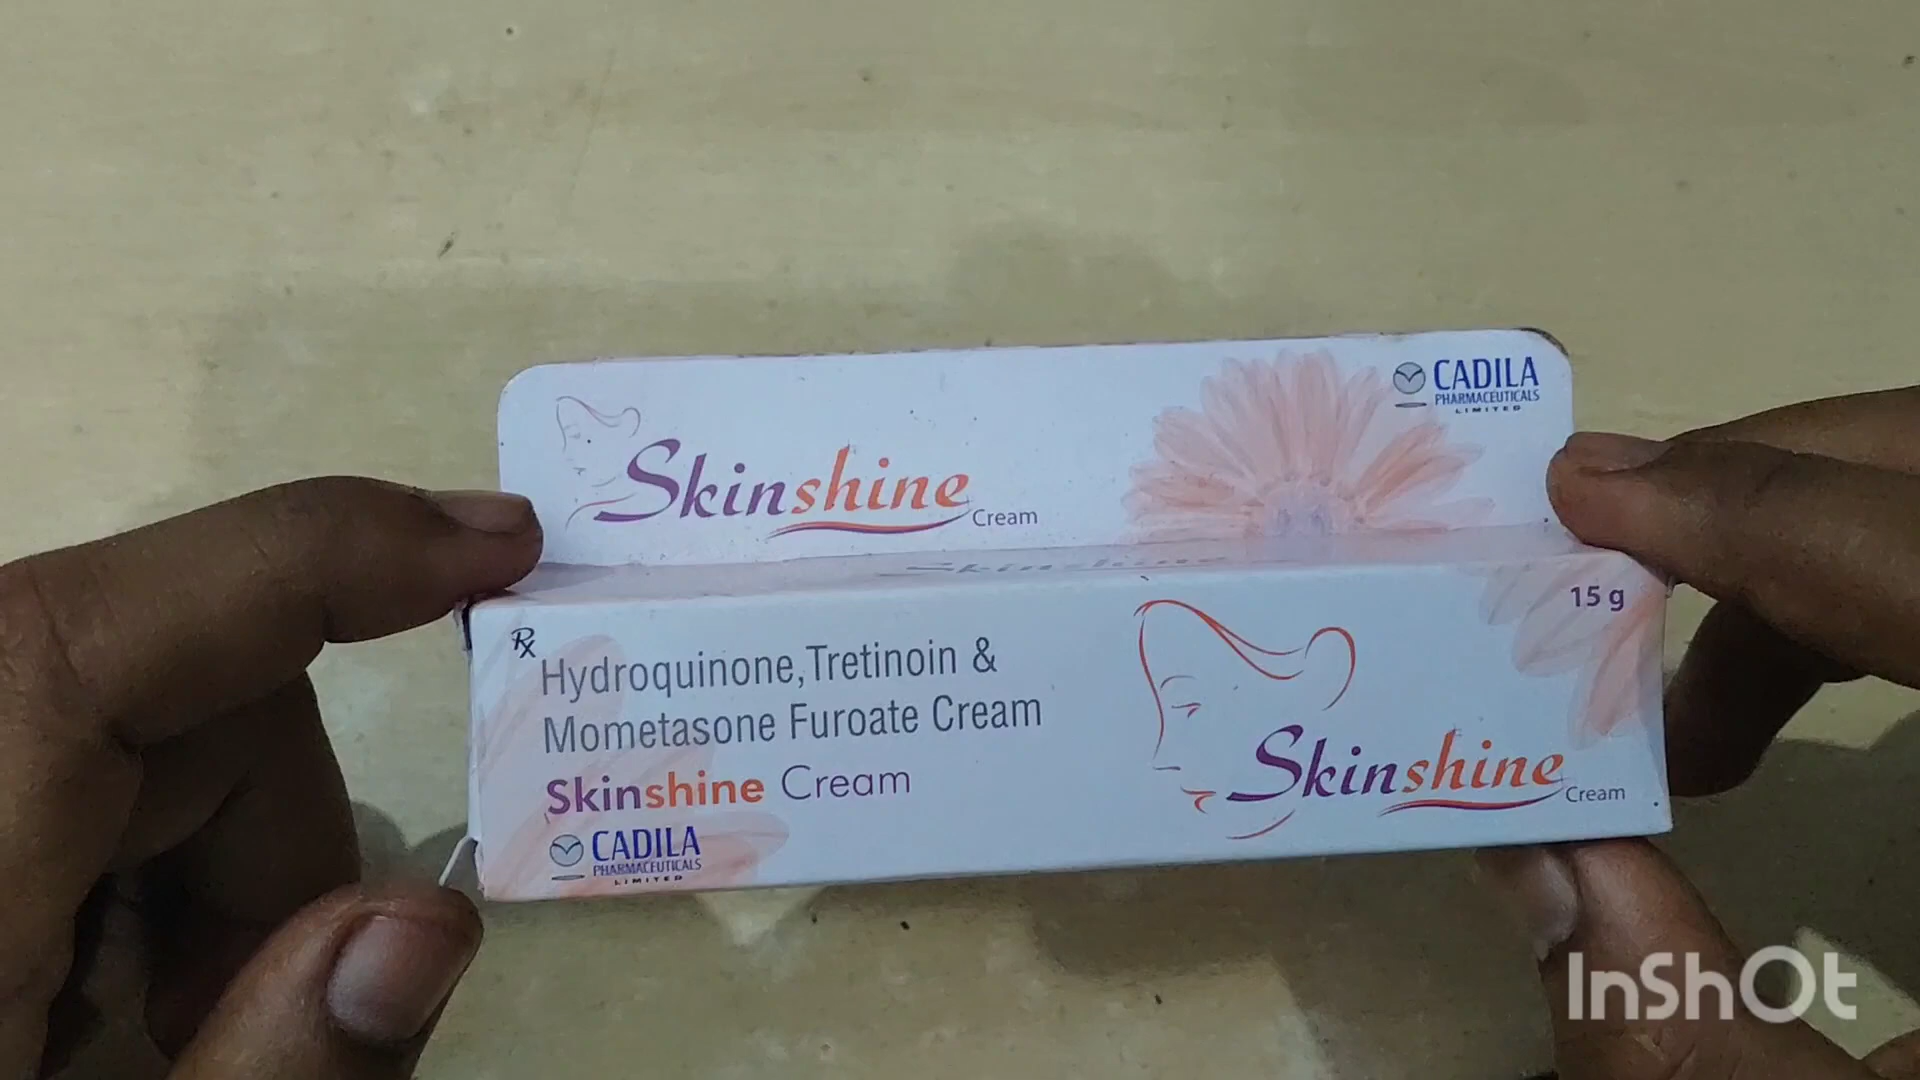 CADILA
PHARMACEUTICALS
LIMITED
Skinshine Cream
15 g
Rx
Hydroquinone, Tretinoin &
Mometasone Furoate Cream
Skinshine Cream
CADILA
PHARMACEUTICALS
LIMITED
Skinshine Cream
InShOt